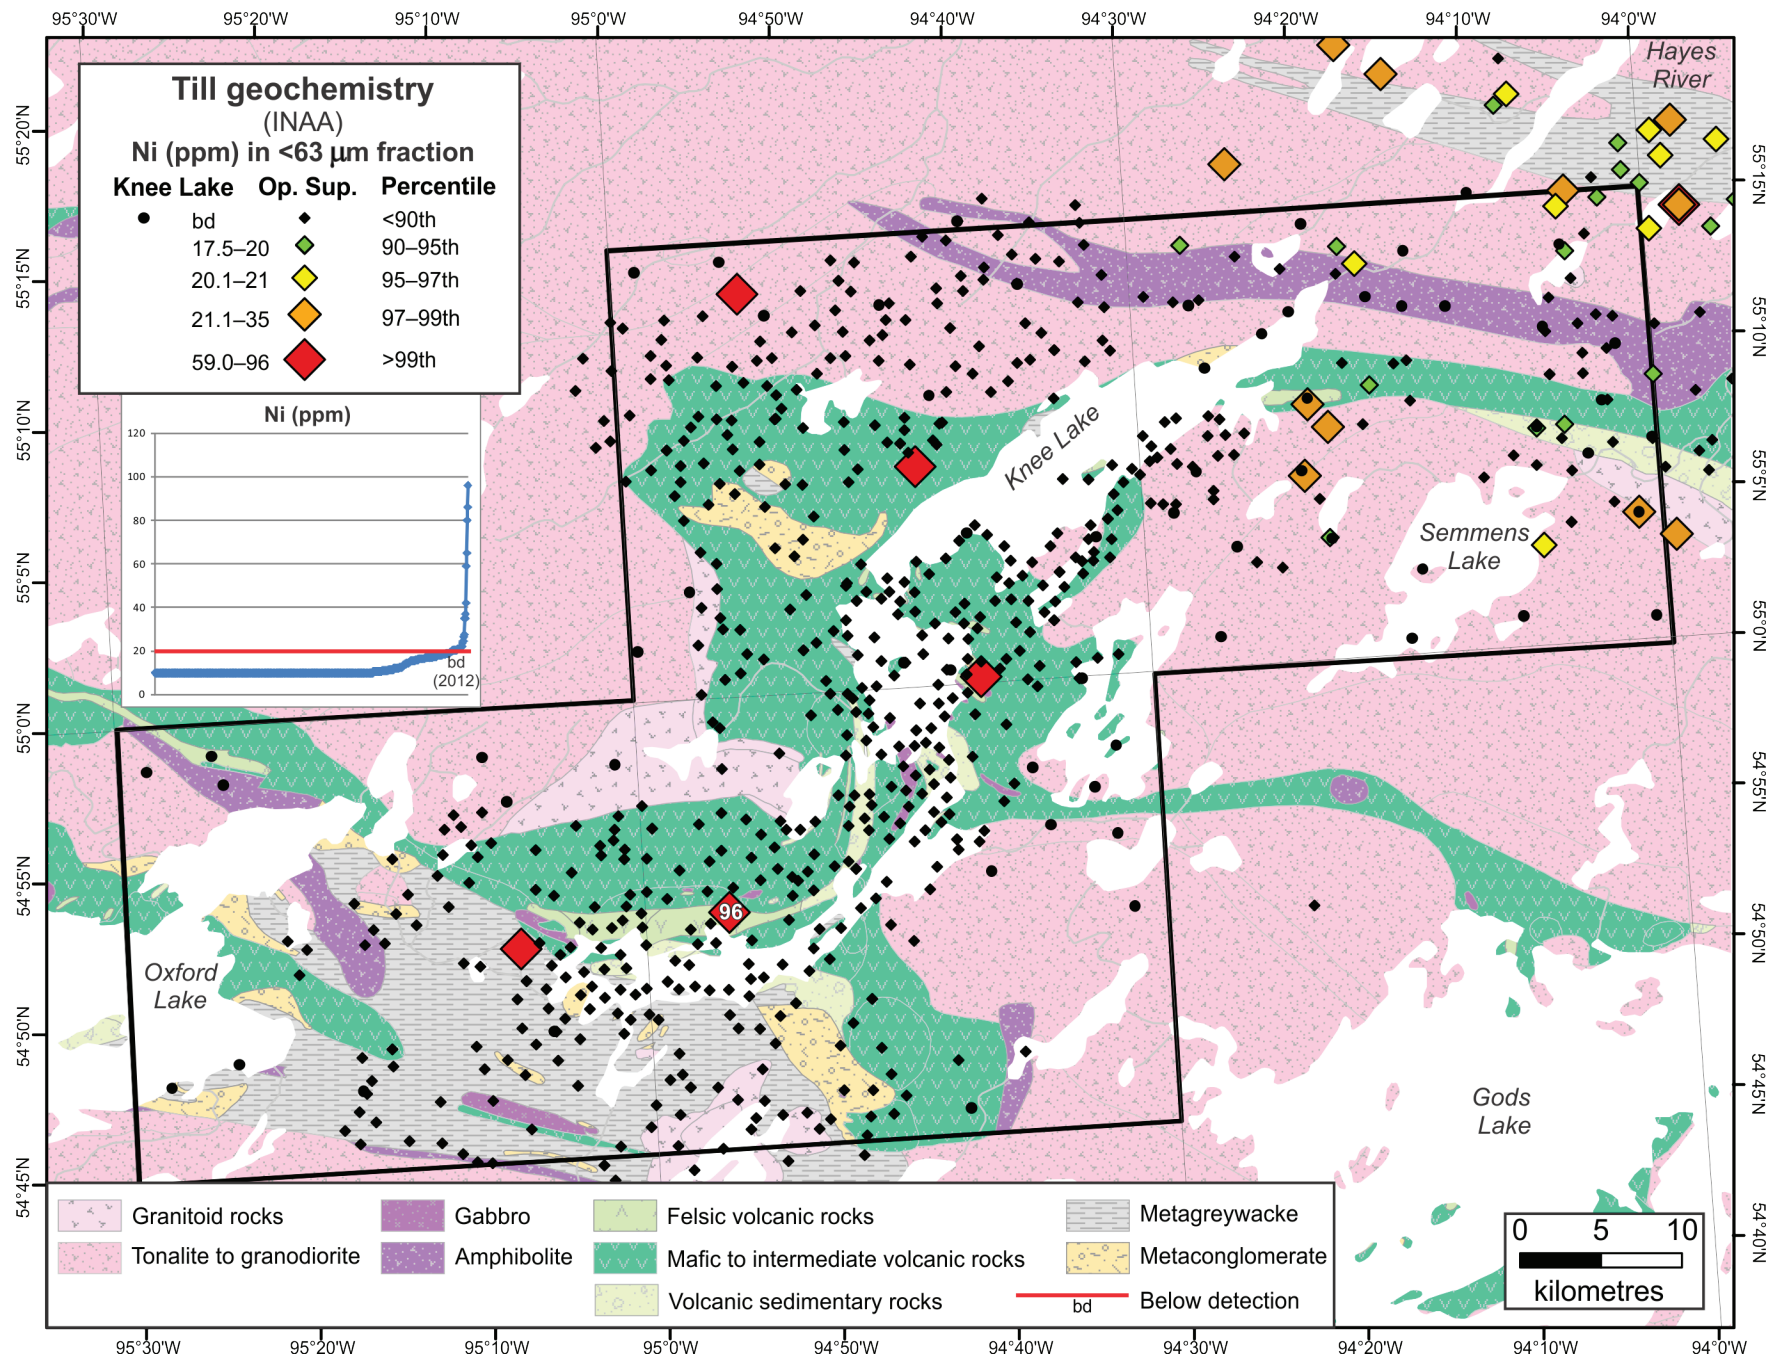 95°30'W 95°20'W 95°10'W 95°0'W 94°50'W 94°40'W 94°30'W 94°20'W 94°10'W 94°0'W
Hayes
River
Till geochemistry
(INAA)
Ni (ppm) in <63 µm fraction
Knee Lake Op. Sup. Percentile
bd <90th
17.5–20 90–95th
20.1–21 95–97th
21.1–35 97–99th
59.0–96 >99th
Ni (ppm)
120
100
80
60
40
20
0
bd
(2012)
55°20'N
55°15'N
55°10'N
55°5'N
55°0'N
54°55'N
54°50'N
54°45'N
55°15'N
55°10'N
55°5'N
55°0'N
54°55'N
54°50'N
54°45'N
54°40'N
Knee Lake
Semmens
Lake
96
Oxford
Lake
Gods
Lake
Granitoid rocks
Gabbro
Felsic volcanic rocks
Metagreywacke
Tonalite to granodiorite
Amphibolite
Mafic to intermediate volcanic rocks
Metaconglomerate
Volcanic sedimentary rocks
bd
Below detection
0 5 10
kilometres
95°30'W 95°20'W 95°10'W 95°0'W 94°50'W 94°40'W 94°30'W 94°20'W 94°10'W 94°0'W